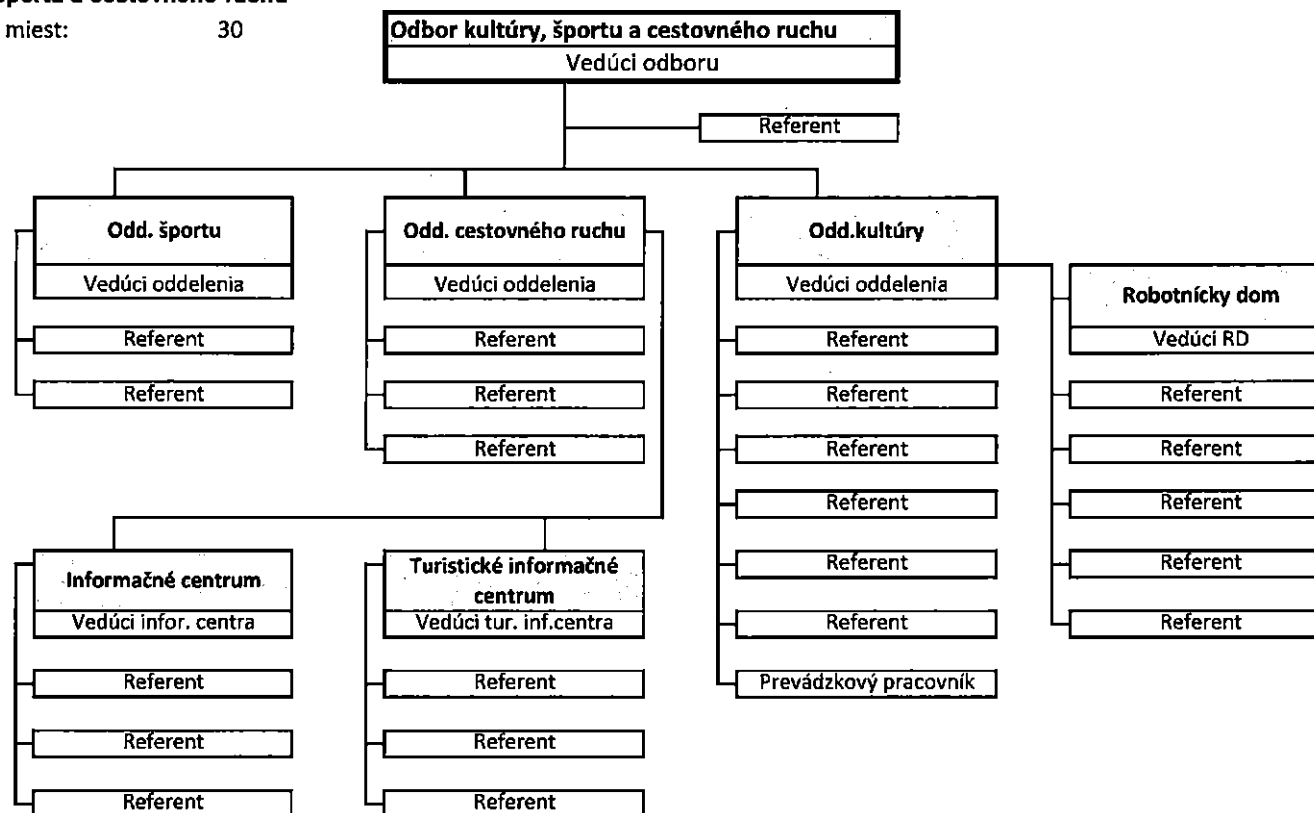 športu a cestovného ruchu
miest: 30
Odbor kultúry, športu a cestovného ruchu
Vedúci odboru
Referent
Odd. športu
Vedúci oddelenia
Referent
Referent
Odd. cestovného ruchu
Vedúci oddelenia
Referent
Referent
Referent
Odd.kultúry
Vedúci oddelenia
Referent
Referent
Referent
Referent
Referent
Referent
Prevádzkový pracovník
Robotnícky dom
Vedúci RD
Referent
Referent
Referent
Referent
Referent
Informačné centrum
Vedúci infor. centra
Referent
Referent
Referent
Turistické informačné
centrum
Vedúci tur. inf.centra
Referent
Referent
Referent